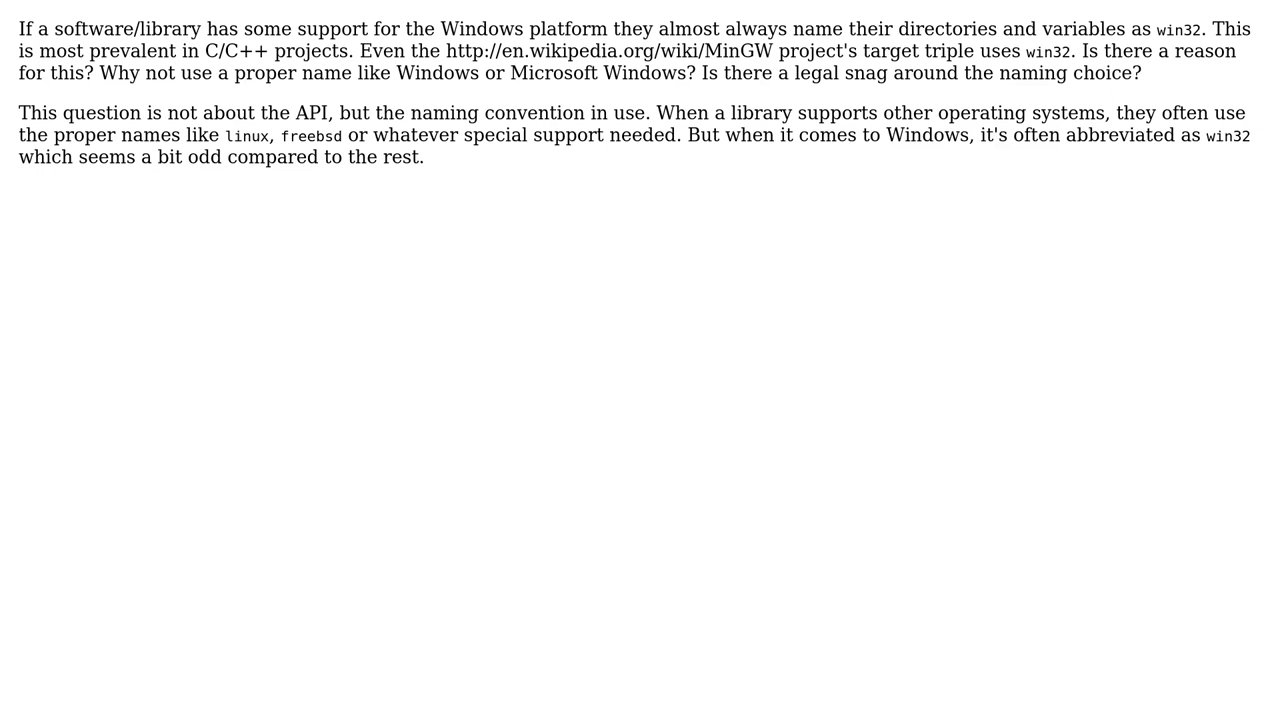 If a software/library has some support for the Windows platform they almost always name their directories and variables as win32. This
is most prevalent in C/C++ projects. Even the http://en.wikipedia.org/wiki/MinGW project's target triple uses win32. Is there a reason
for this? Why not use a proper name like Windows or Microsoft Windows? Is there a legal snag around the naming choice?
This question is not about the API, but the naming convention in use. When a library supports other operating systems, they often use
the proper names like linux, freebsd or whatever special support needed. But when it comes to Windows, it's often abbreviated as win32
which seems a bit odd compared to the rest.